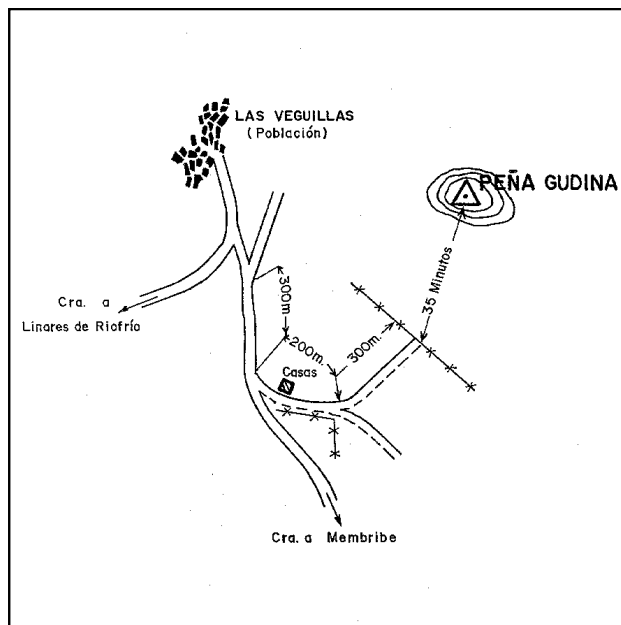 LAS VEGUILLAS
(Población)
PEÑA GUDINA
35 Minutos
300m
200m.
300m.
Casas
Cra. a
Linares de Riofrío
Cra. a Membribe